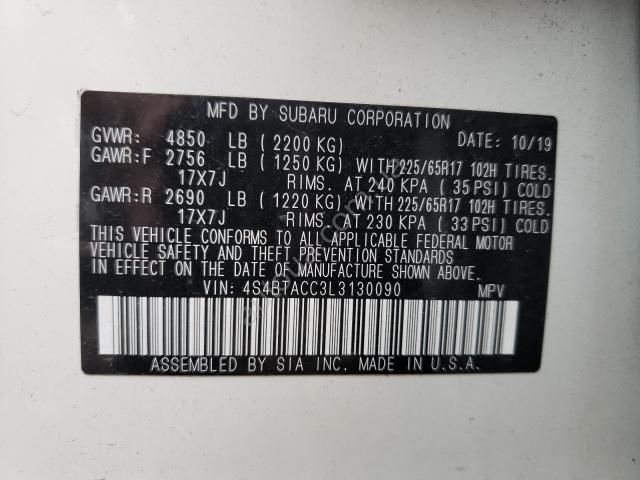 MFD BY SUBARU CORPORATION
GVWR: 4850 LB (2200 KG) DATE: 10/19
GAWR:F 2756 LB (1250 KG) WITH 225/65R17 102H TIRES.
17X7J RIMS. AT 240 KPA (35 PSI) COLD
GAWR:R 2690 LB (1220 KG) WITH 225/65R17 102H TIRES.
17X7J RIMS. AT 230 KPA (33 PSI) COLD
THIS VEHICLE CONFORMS TO ALL APPLICABLE FEDERAL MOTOR
VEHICLE SAFETY AND THEFT PREVENTION STANDARDS
IN EFFECT ON THE DATE OF MANUFACTURE SHOWN ABOVE.
VIN: 4S4BTACC3L3130090 MPV
ASSEMBLED BY SIA INC. MADE IN U.S.A.